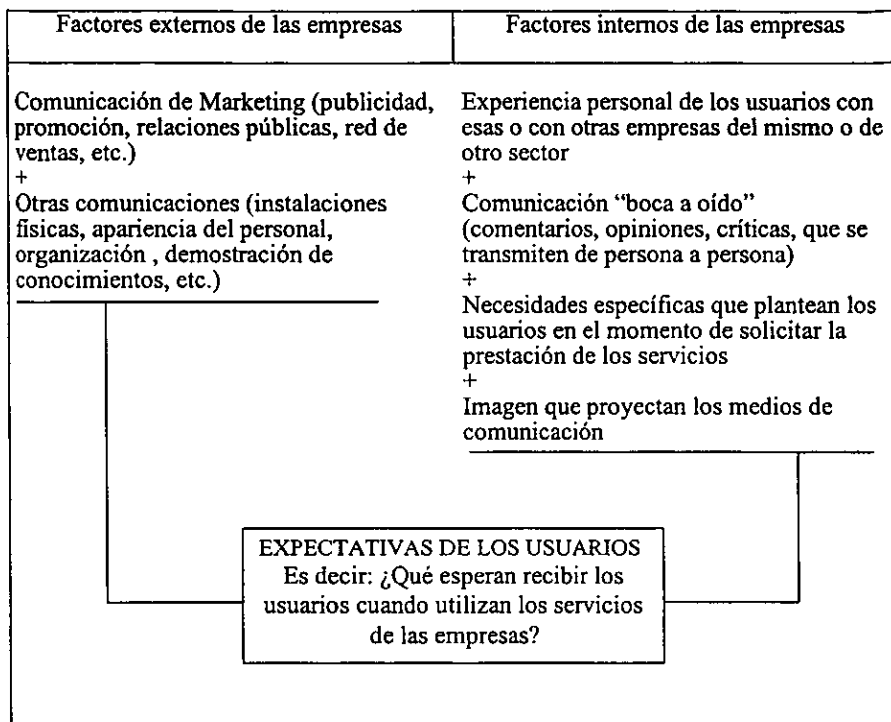 Factores externos de las empresas
Factores internos de las empresas
Comunicación de Marketing (publicidad,
promoción, relaciones públicas, red de
ventas, etc.)
+
Otras comunicaciones (instalaciones
físicas, apariencia del personal,
organización , demostración de
conocimientos, etc.)
Experiencia personal de los usuarios con
esas o con otras empresas del mismo o de
otro sector
+
Comunicación “boca a oído”
(comentarios, opiniones, críticas, que se
transmiten de persona a persona)
+
Necesidades específicas que plantean los
usuarios en el momento de solicitar la
prestación de los servicios
+
Imagen que proyectan los medios de
comunicación
EXPECTATIVAS DE LOS USUARIOS
Es decir: ¿Qué esperan recibir los
usuarios cuando utilizan los servicios
de las empresas?